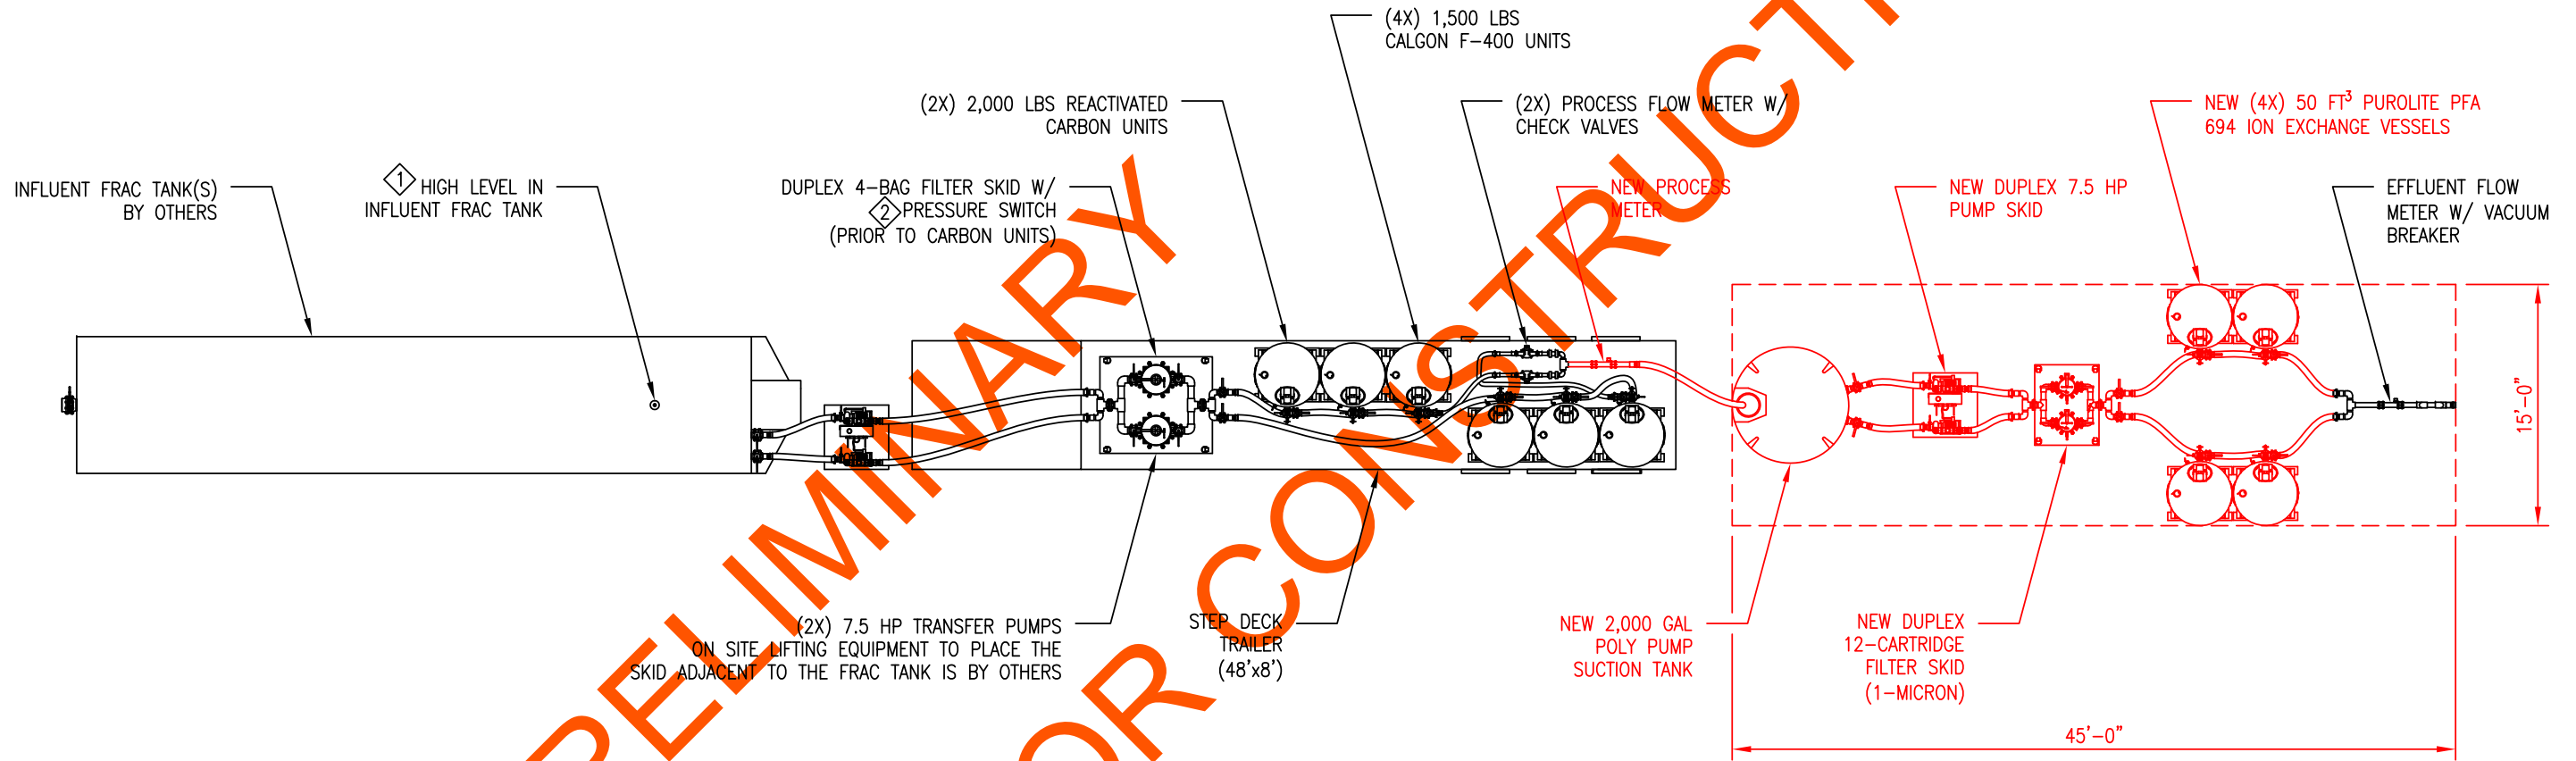 (4X) 1,500 LBS
CALGON F-400 UNITS
(2X) 2,000 LBS REACTIVATED
CARBON UNITS
(2X) PROCESS FLOW METER W/
CHECK VALVES
NEW (4X) 50 FT³ PUROLITE PFA
694 ION EXCHANGE VESSELS
INFLUENT FRAC TANK(S)
BY OTHERS
1 HIGH LEVEL IN
INFLUENT FRAC TANK
DUPLEX 4-BAG FILTER SKID W/
2 PRESSURE SWITCH
(PRIOR TO CARBON UNITS)
NEW PROCESS
METER
NEW DUPLEX 7.5 HP
PUMP SKID
EFFLUENT FLOW
METER W/ VACUUM
BREAKER
15'-0"
(2X) 7.5 HP TRANSFER PUMPS
ON SITE LIFTING EQUIPMENT TO PLACE THE
SKID ADJACENT TO THE FRAC TANK IS BY OTHERS
STEP DECK
TRAILER
(48'x8')
NEW 2,000 GAL
POLY PUMP
SUCTION TANK
NEW DUPLEX
12-CARTRIDGE
FILTER SKID
(1-MICRON)
45'-0"
RELIMINARY
OR CONSTRUCT